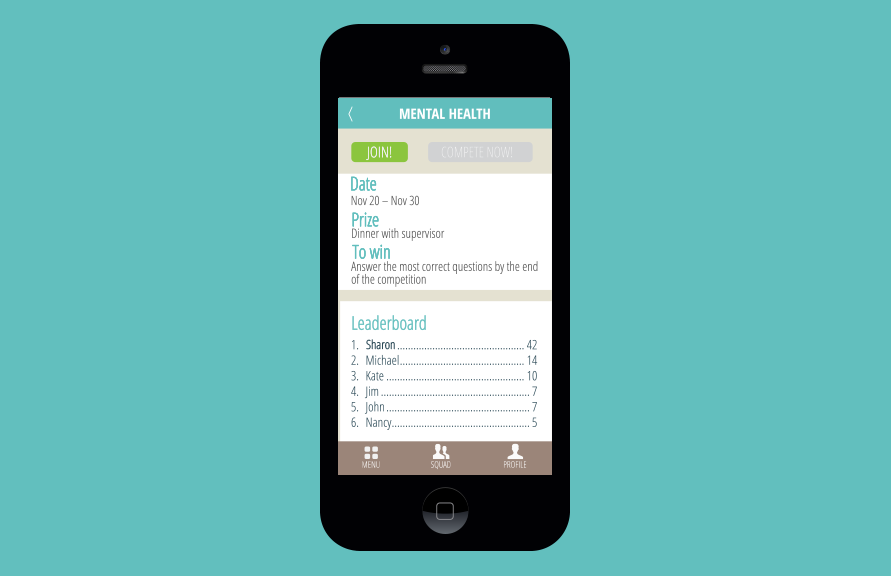 MENTAL HEALTH
JOIN!
COMPETE NOW!
Date
Nov 20 – Nov 30
Prize
Dinner with supervisor
To win
Answer the most correct questions by the end
of the competition
Leaderboard
1. Sharon 42
2. Michael 14
3. Kate 10
4. Jim 7
5. John 7
6. Nancy 5
MENU SQUAD PROFILE